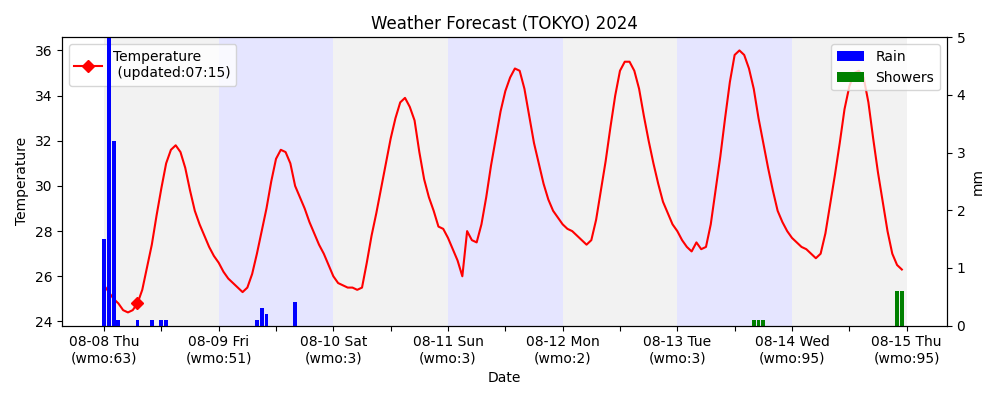 Weather Forecast (TOKYO) 2024
Temperature
(updated:07:15)
Rain
Showers
Temperature
36
34
32
30
28
26
24
5
4
3
2
1
0
mm
08-08 Thu
(wmo:63)
08-09 Fri
(wmo:51)
08-10 Sat
(wmo:3)
08-11 Sun
(wmo:3)
08-12 Mon
(wmo:2)
08-13 Tue
(wmo:3)
08-14 Wed
(wmo:95)
08-15 Thu
(wmo:95)
Date